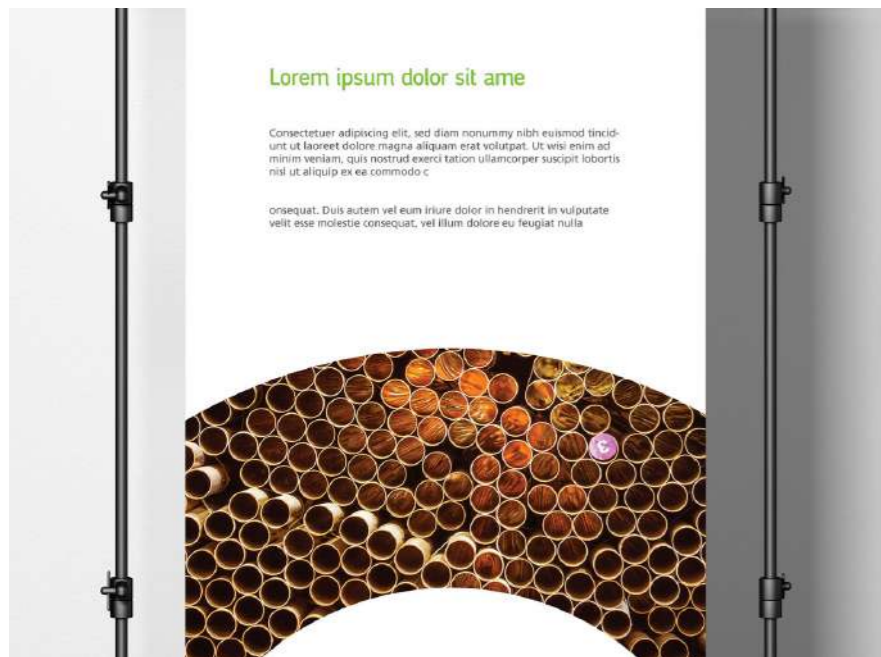 Lorem ipsum dolor sit ame
Consectetuer adipiscing elit, sed diam nonummy nibh euismod tincid-
unt ut laoreet dolore magna aliquam erat volutpat. Ut wisi enim ad
minim veniam, quis nostrud exerci tation ullamcorper suscipit lobortis
nisl ut aliquip ex ea commodo c
onsequat. Duis autem vel eum iriure dolor in hendrerit in vulputate
velit esse molestie consequat, vel illum dolore eu feugiat nulla